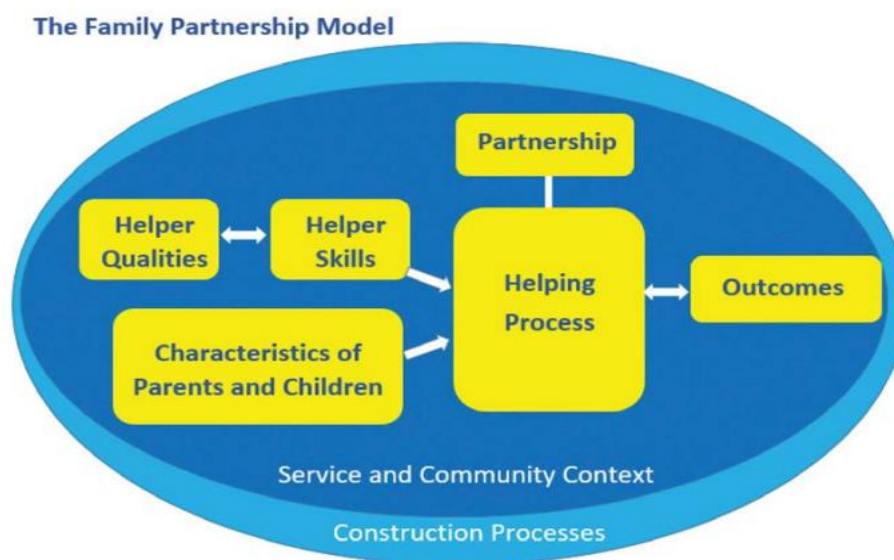 The Family Partnership Model
Partnership
Helper
Qualities
Helper
Skills
Helping
Process
Outcomes
Characteristics of
Parents and Children
Service and Community Context
Construction Processes